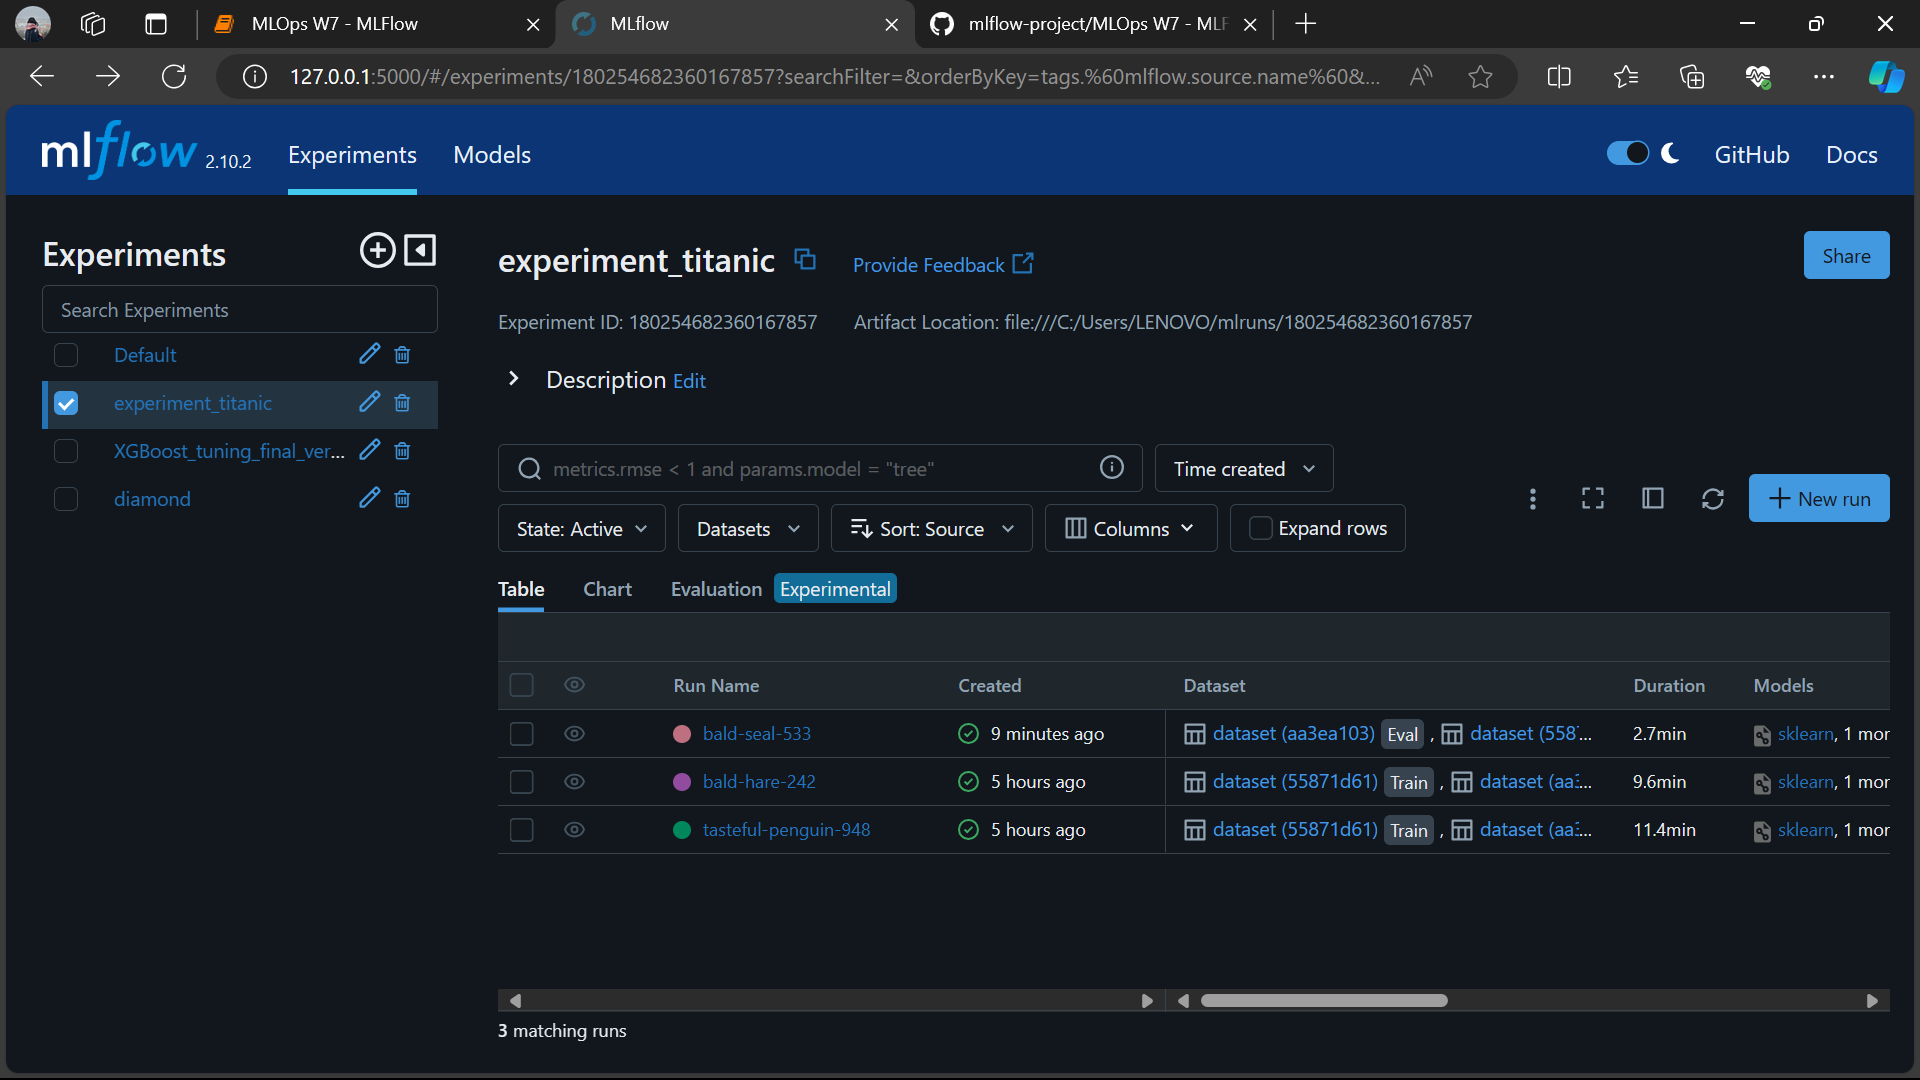 MLOps W7 - MLFlow
MLflow
mlflow-project/MLOps W7 - MLF
127.0.0.1:5000/#/experiments/180254682360167857?searchFilter=&orderByKey=tags.%60mlflow.source.name%60&...
mlflow 2.10.2
Experiments
Models
GitHub
Docs
Experiments
Search Experiments
Default
experiment_titanic
XGBoost_tuning_final_ver...
diamond
experiment_titanic
Provide Feedback
Share
Experiment ID: 180254682360167857
Artifact Location: file:///C:/Users/LENOVO/mlruns/180254682360167857
Description Edit
metrics.rmse < 1 and params.model = "tree"
Time created
State: Active
Datasets
Sort: Source
Columns
Expand rows
New run
Table
Chart
Evaluation
Experimental
Run Name Created Dataset Duration Models
bald-seal-533 9 minutes ago dataset (aa3ea103) Eval , dataset (558... 2.7min sklearn, 1 mor
bald-hare-242 5 hours ago dataset (55871d61) Train , dataset (aa... 9.6min sklearn, 1 mor
tasteful-penguin-948 5 hours ago dataset (55871d61) Train , dataset (aa... 11.4min sklearn, 1 mor
3 matching runs